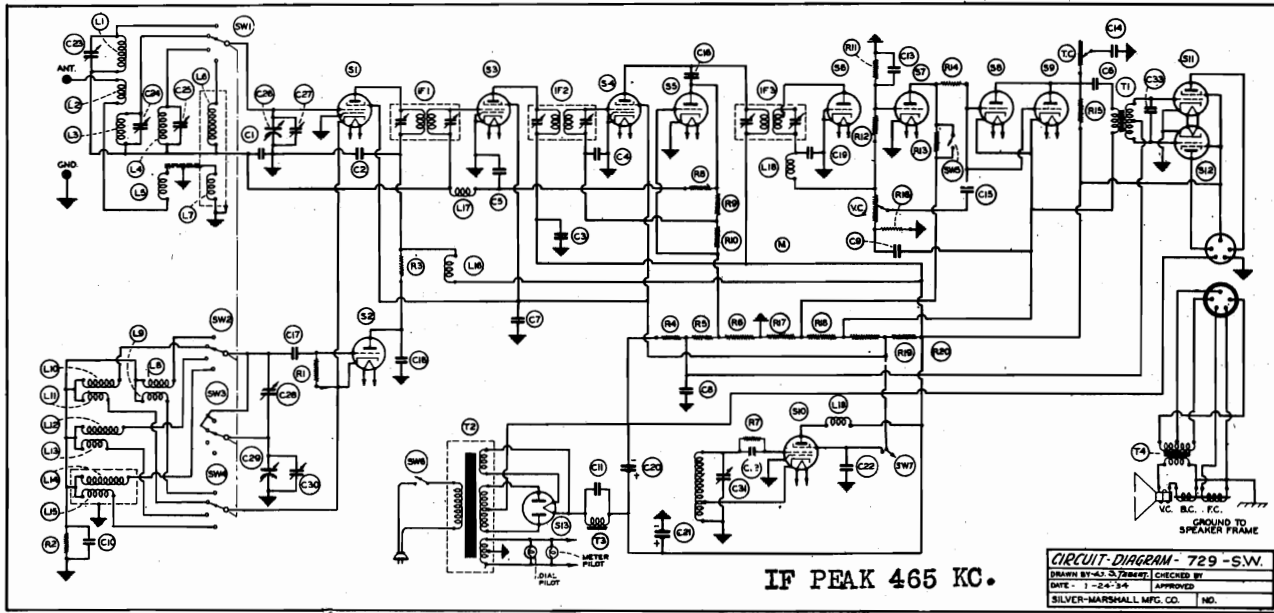 L1
SW1
C23
ANT.
L2
L3
C24
C25
L6
L4
L5
L7
GND.
C1
C26
C27
S1
C2
IF1
S3
C5
L17
IF2
S4
C4
C3
S5
C16
R8
R9
R10
M
IF3
S6
L18
C19
R11
C13
R12
S7
R14
R13
SW5
V.C.
R16
C9
C15
S8
S9
T.C.
C14
R15
C6
T1
C33
S11
S12
R3
L16
C7
C18
S2
C17
R1
SW2
SW3
SW4
L9
L8
L10
L11
L12
L13
L14
L15
R2
C10
C28
C29
C30
R4
R5
R6
R17
R18
R19
R20
C8
T2
SW6
S13
C11
T3
DIAL
PILOT
METER
PILOT
C20
C21
R7
C31
S10
L18
C22
SW7
T4
V.C. B.C. F.C.
GROUND TO
SPEAKER FRAME
IF PEAK 465 KC.
CIRCUIT-DIAGRAM - 729 - S.W.
DRAWN BY- CHECKED BY
DATE - 1-24-34 APPROVED
SILVER-MARSHALL MFG. CO. NO.